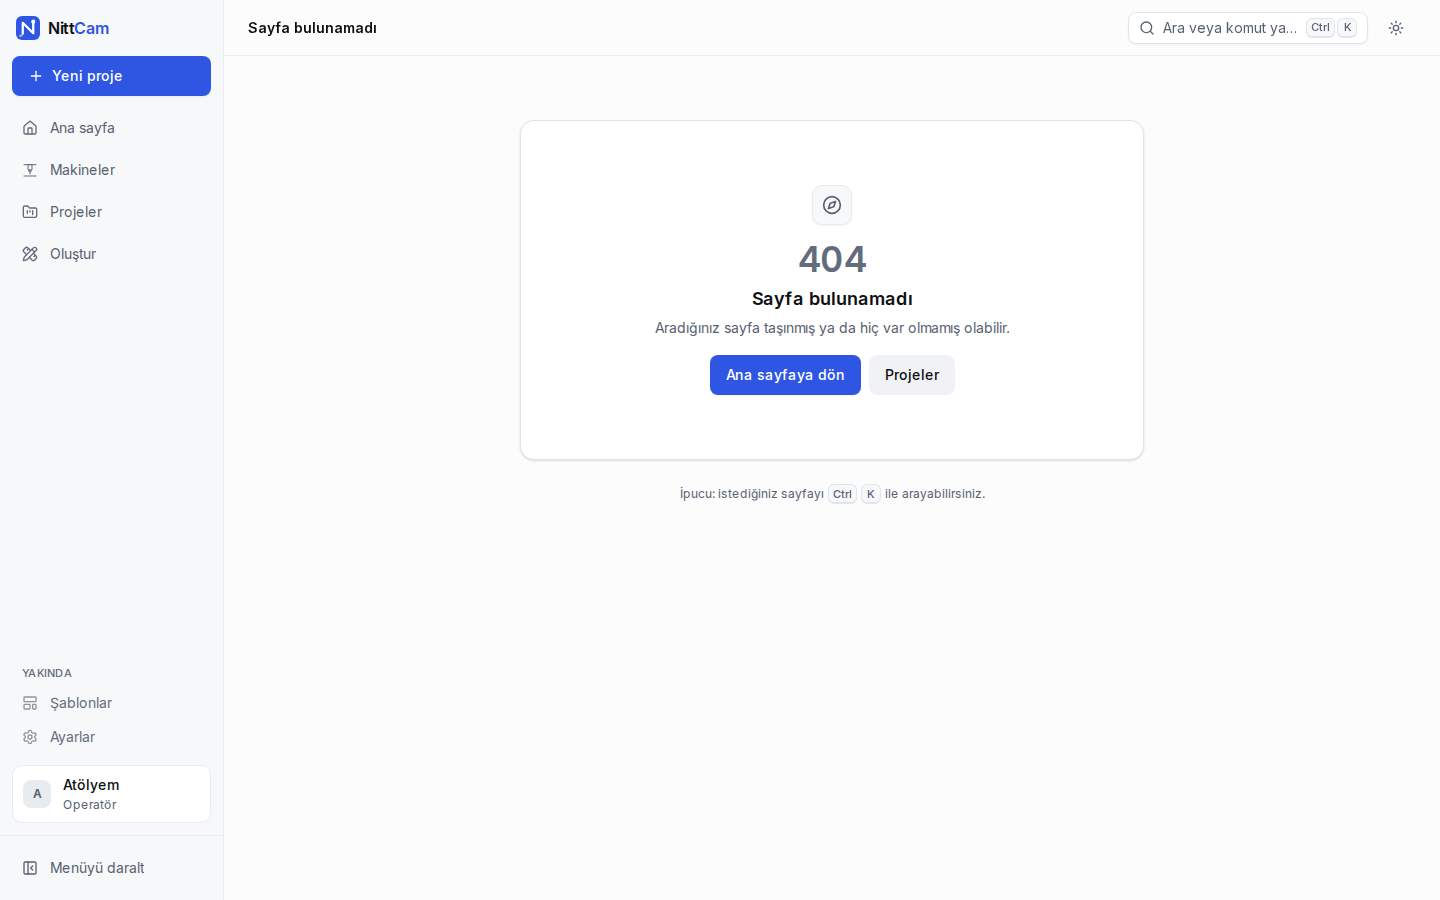 NittCam
Yeni proje
Ana sayfa
Makineler
Projeler
Oluştur
YAKINDA
Şablonlar
Ayarlar
A
Atölyem
Operatör
Menüyü daralt
Sayfa bulunamadı
Ara veya komut ya… Ctrl K
404
Sayfa bulunamadı
Aradığınız sayfa taşınmış ya da hiç var olmamış olabilir.
Ana sayfaya dön Projeler
İpucu: istediğiniz sayfayı Ctrl K ile arayabilirsiniz.